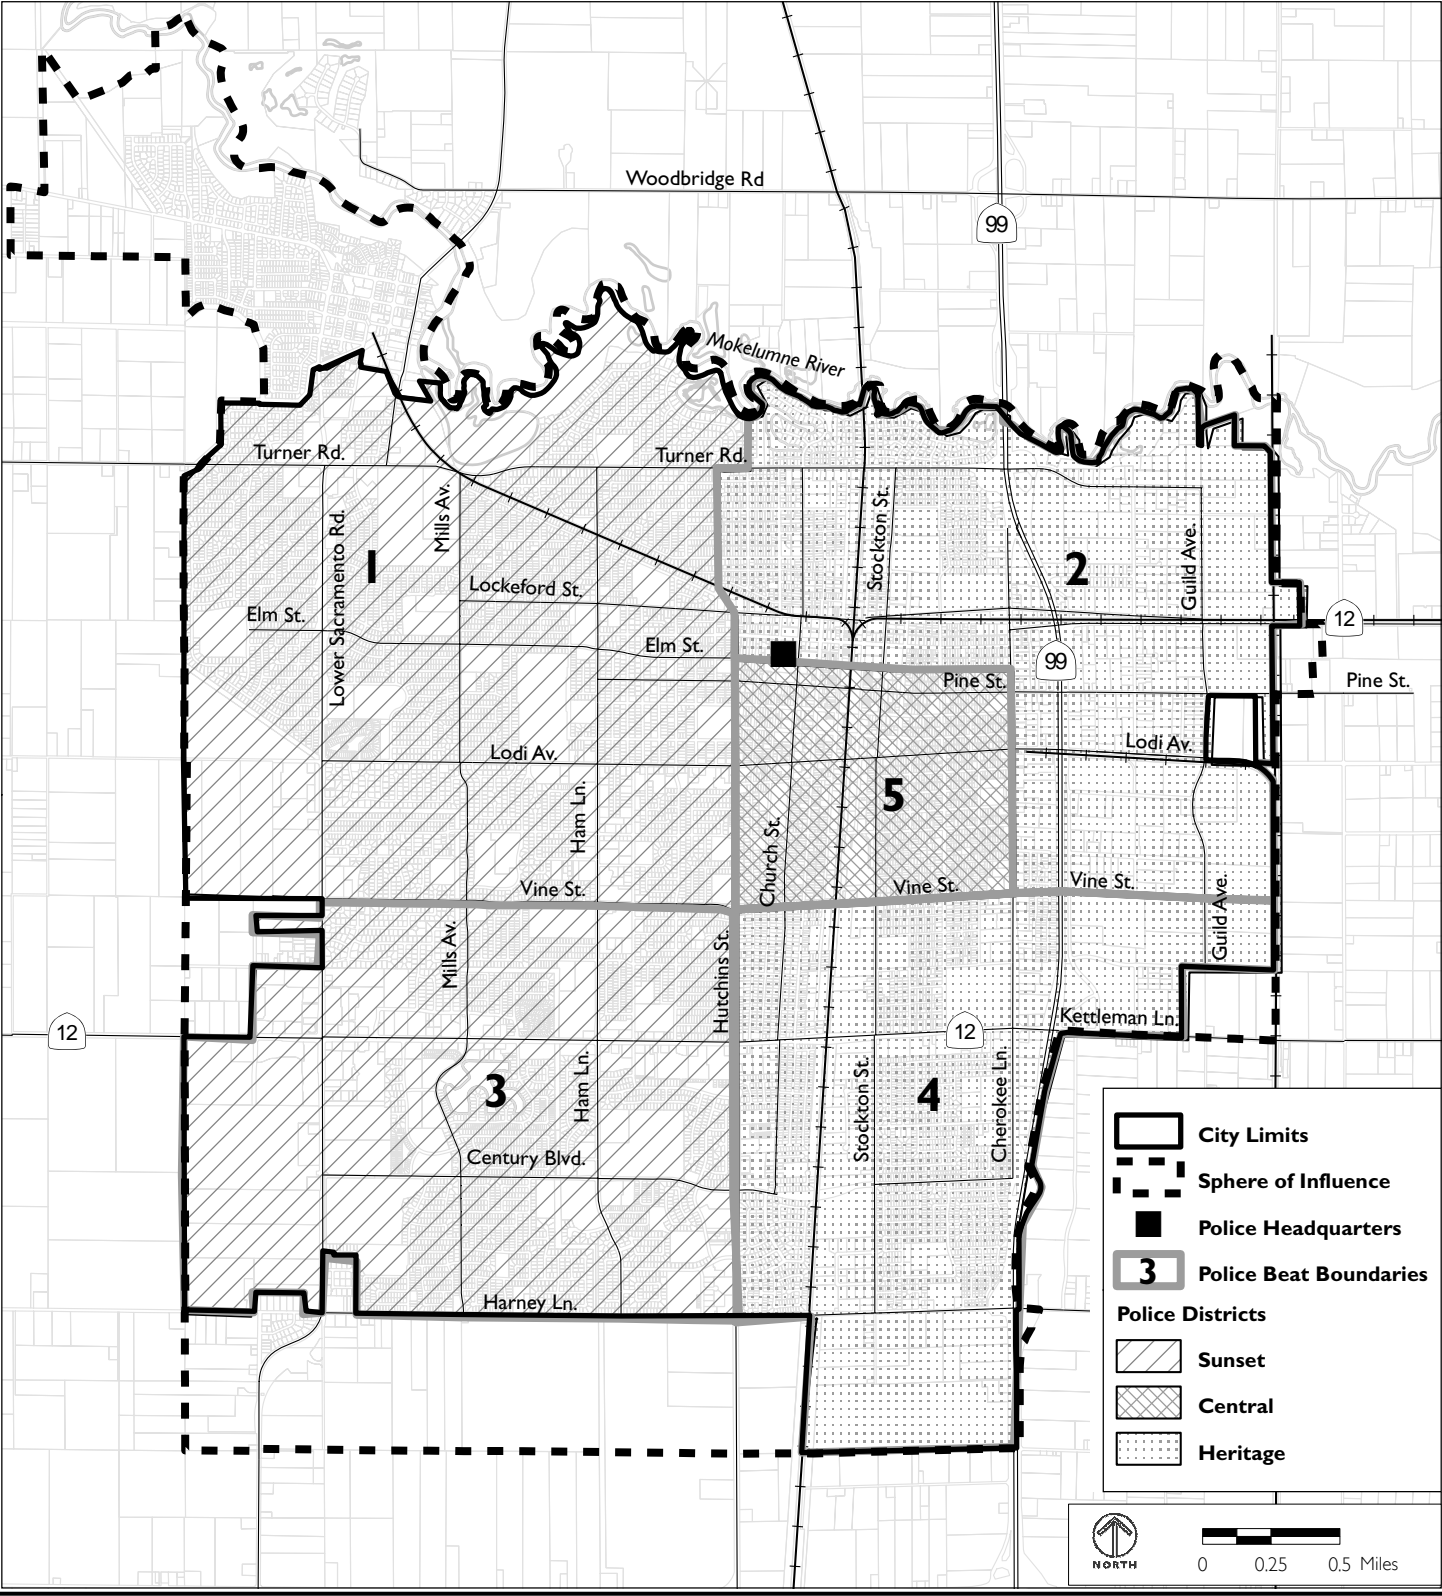 Woodbridge Rd
99
Mokelumne River
Turner Rd.
Turner Rd.
Mills Av.
Lower Sacramento Rd.
Stockton St.
Guild Ave.
1
2
Lockeford St.
Elm St.
Elm St.
12
99
Pine St.
Pine St.
Lodi Av.
Lodi Av.
5
Ham Ln.
Church St.
Vine St.
Vine St.
Vine St.
Guild Ave.
Mills Av.
Hutchins St.
Kettleman Ln.
12
12
3
4
Ham Ln.
Stockton St.
Cherokee Ln.
Century Blvd.
Harney Ln.
City Limits
Sphere of Influence
Police Headquarters
3 Police Beat Boundaries
Police Districts
Sunset
Central
Heritage
NORTH
0 0.25 0.5 Miles